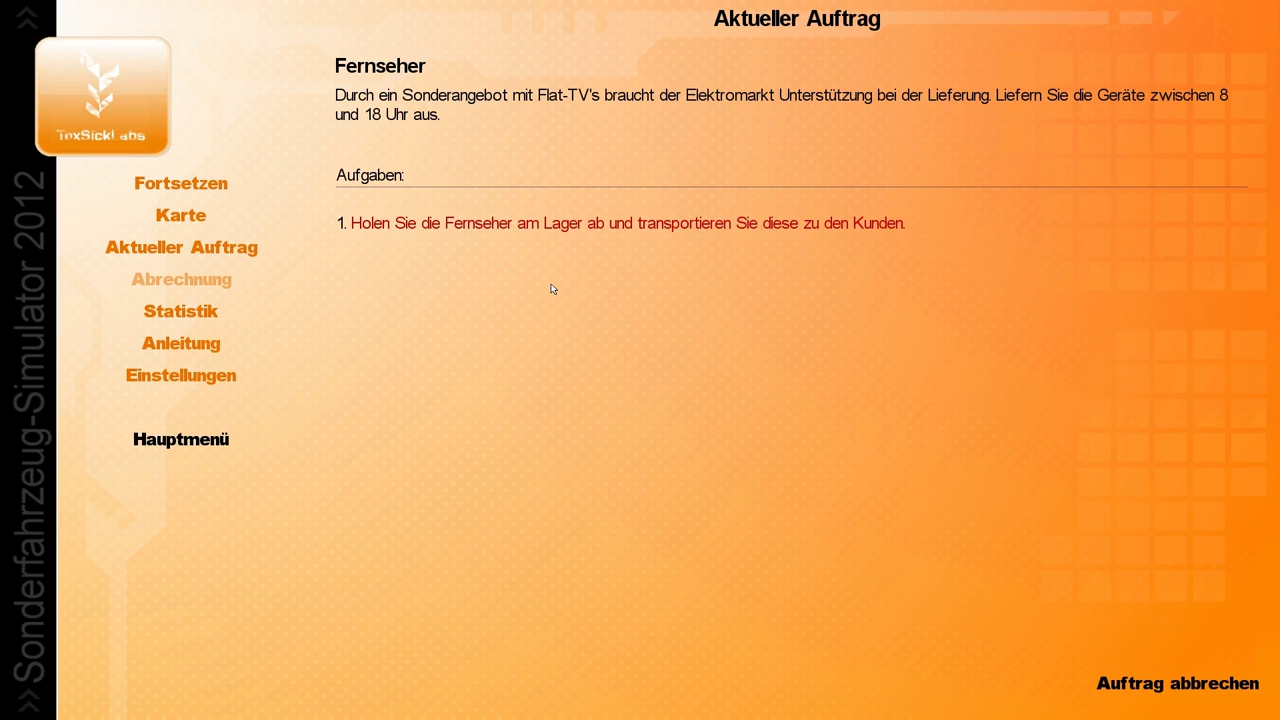 Aktueller Auftrag
ToxSickLabs
Fernseher
Durch ein Sonderangebot mit Flat-TV's braucht der Elektromarkt Unterstützung bei der Lieferung. Liefern Sie die Geräte zwischen 8
und 18 Uhr aus.
Aufgaben:
1. Holen Sie die Fernseher am Lager ab und transportieren Sie diese zu den Kunden.
Fortsetzen
Karte
Aktueller Auftrag
Abrechnung
Statistik
Anleitung
Einstellungen
Hauptmenü
>>Sonderfahrzeug-Simulator 2012 >>
Auftrag abbrechen